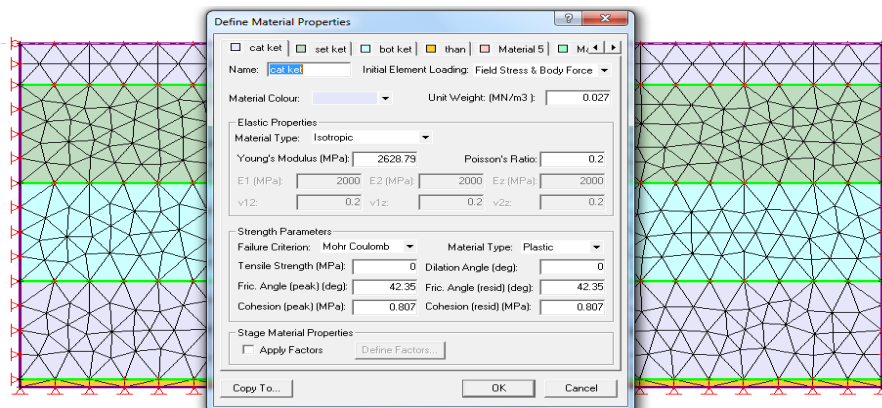 Define Material Properties
cat ket set ket bot ket than Material 5
Name: cat ket Initial Element Loading: Field Stress & Body Force
Material Colour: Unit Weight: (MN/m3 ): 0.027
Elastic Properties
Material Type: Isotropic
Young's Modulus (MPa): 2628.79 Poisson's Ratio: 0.2
E1 (MPa): 2000 E2 (MPa): 2000 Ez (MPa): 2000
v12: 0.2 v1z: 0.2 v2z: 0.2
Strength Parameters
Failure Criterion: Mohr Coulomb Material Type: Plastic
Tensile Strength (MPa): 0 Dilation Angle (deg): 0
Fric. Angle (peak) (deg): 42.35 Fric. Angle (resid) (deg): 42.35
Cohesion (peak) (MPa): 0.807 Cohesion (resid) (MPa): 0.807
Stage Material Properties
Apply Factors Define Factors...
Copy To... OK Cancel